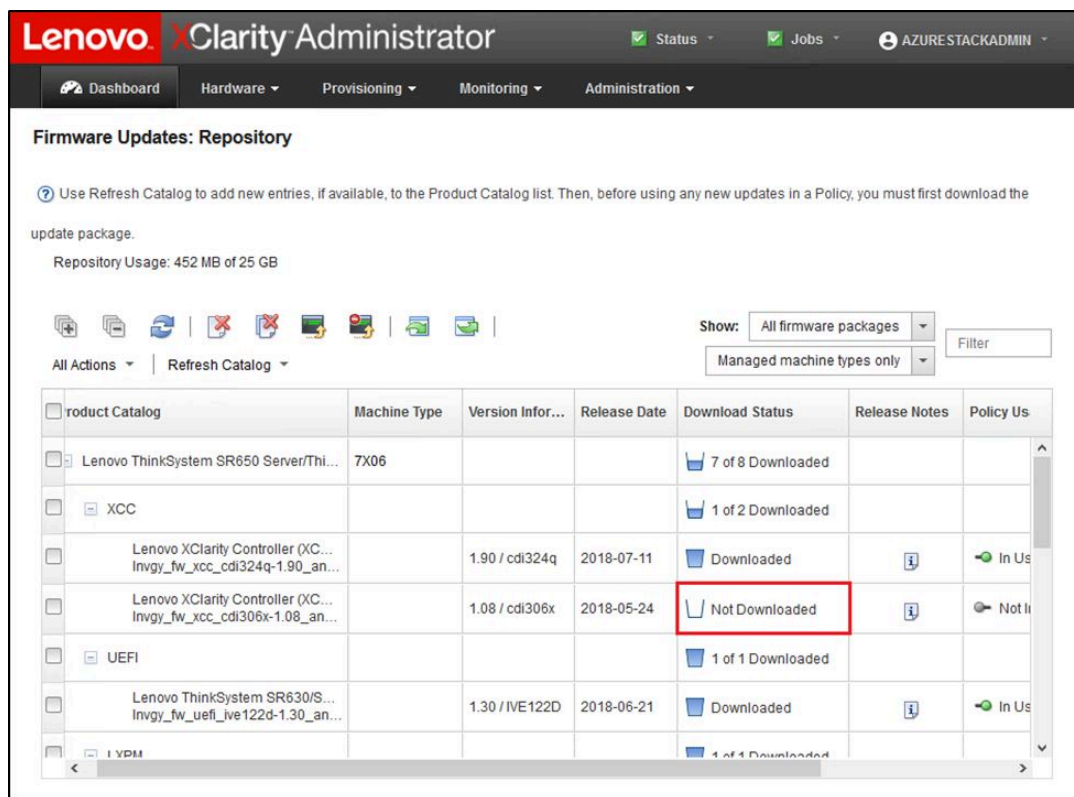 Lenovo. XClarity Administrator
Status
Jobs
AZURESTACKADMIN
Dashboard Hardware Provisioning Monitoring Administration
Firmware Updates: Repository
Use Refresh Catalog to add new entries, if available, to the Product Catalog list. Then, before using any new updates in a Policy, you must first download the
update package.
Repository Usage: 452 MB of 25 GB
Show: All firmware packages
Filter
All Actions Refresh Catalog
Managed machine types only
roduct Catalog Machine Type Version Infor... Release Date Download Status Release Notes Policy Us
Lenovo ThinkSystem SR650 Server/Thi... 7X06 7 of 8 Downloaded
XCC 1 of 2 Downloaded
Lenovo XClarity Controller (XC...
lnvgy_fw_xcc_cdi324q-1.90_an... 1.90 / cdi324q 2018-07-11 Downloaded In Us
Lenovo XClarity Controller (XC...
lnvgy_fw_xcc_cdi306x-1.08_an... 1.08 / cdi306x 2018-05-24 Not Downloaded Not I
UEFI 1 of 1 Downloaded
Lenovo ThinkSystem SR630/S...
lnvgy_fw_uefi_ive122d-1.30_an... 1.30 / IVE122D 2018-06-21 Downloaded In Us
LXPM 1 of 1 Downloaded